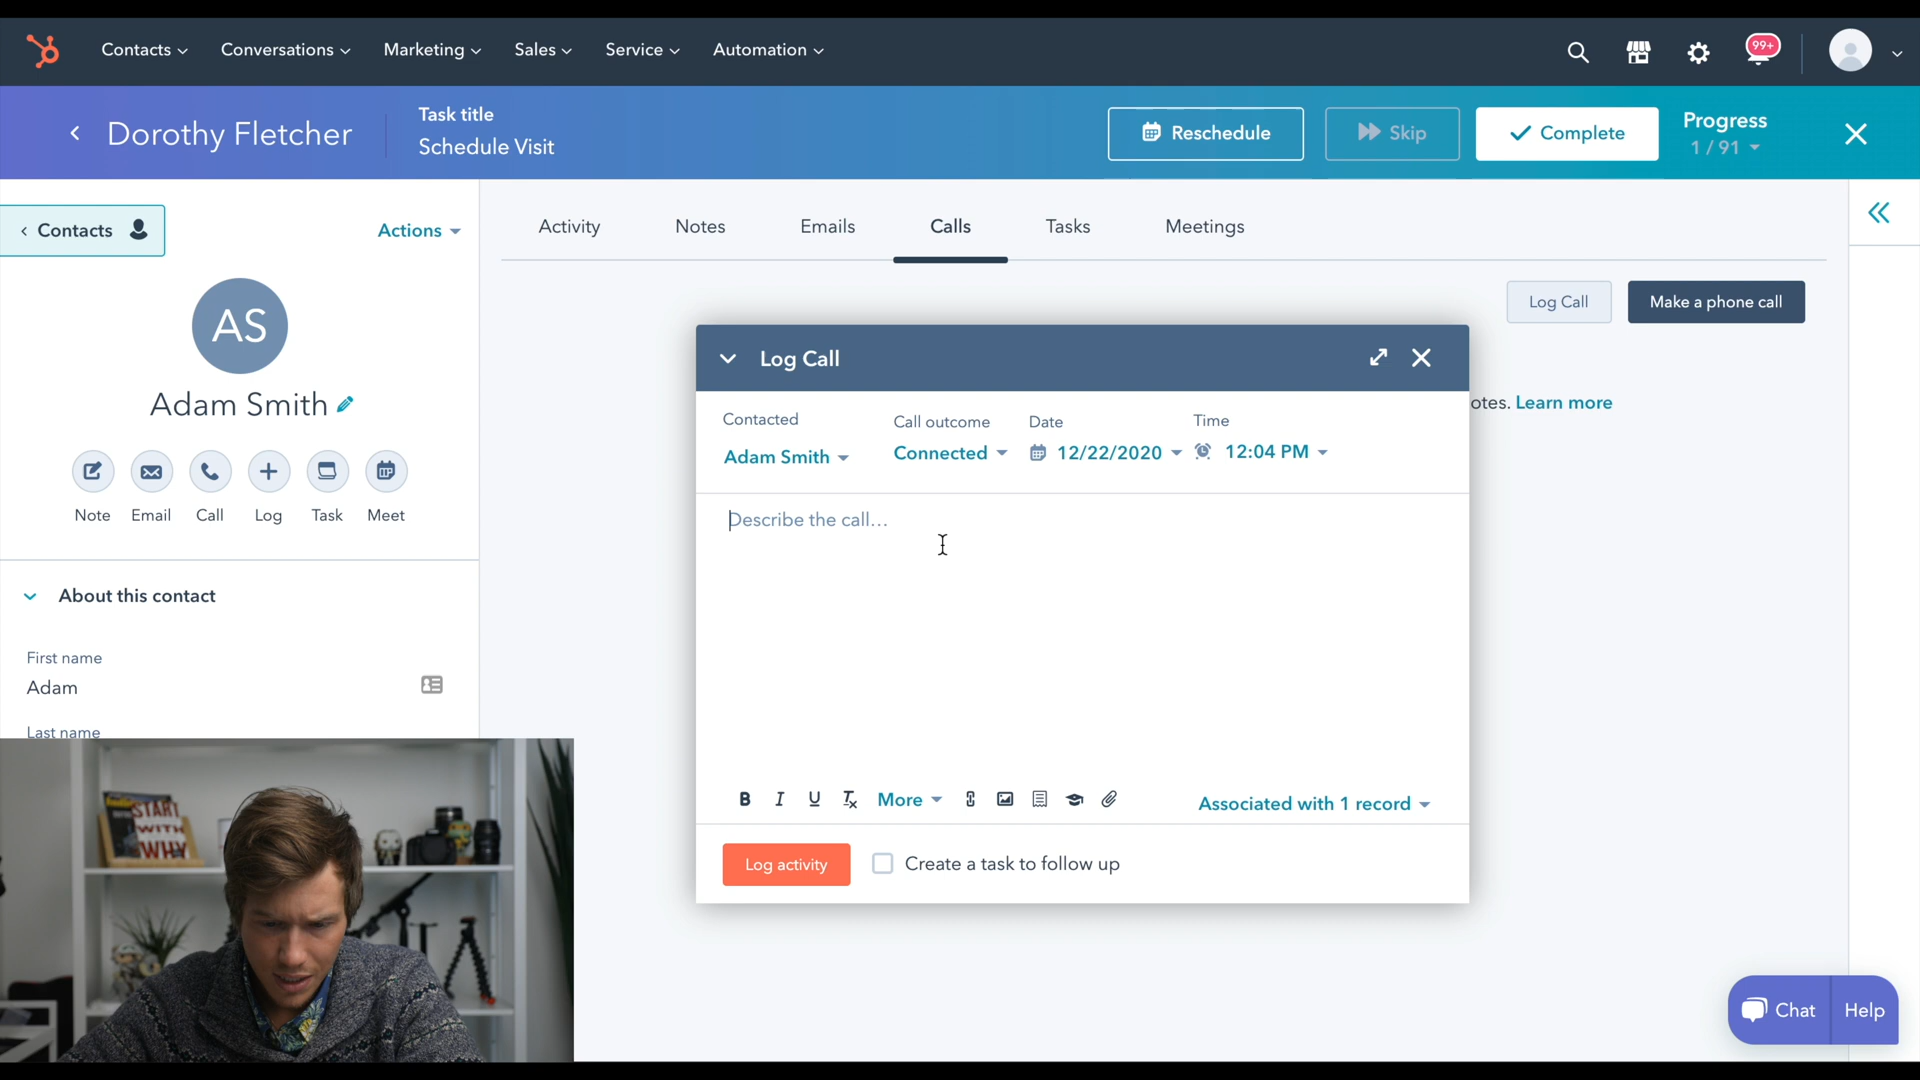 Contacts
Conversations
Marketing
Sales
Service
Automation
99+
Dorothy Fletcher
Task title
Schedule Visit
Reschedule
Skip
Complete
Progress
1 / 91
Contacts
Actions
Activity
Notes
Emails
Calls
Tasks
Meetings
Log Call
Make a phone call
AS
Adam Smith
Note
Email
Call
Log
Task
Meet
About this contact
First name
Adam
Last name
Log Call
Contacted
Adam Smith
Call outcome
Connected
Date
12/22/2020
Time
12:04 PM
otes. Learn more
Describe the call...
B I U Tx More
Associated with 1 record
Log activity
Create a task to follow up
START
WITH
WHY
Chat
Help